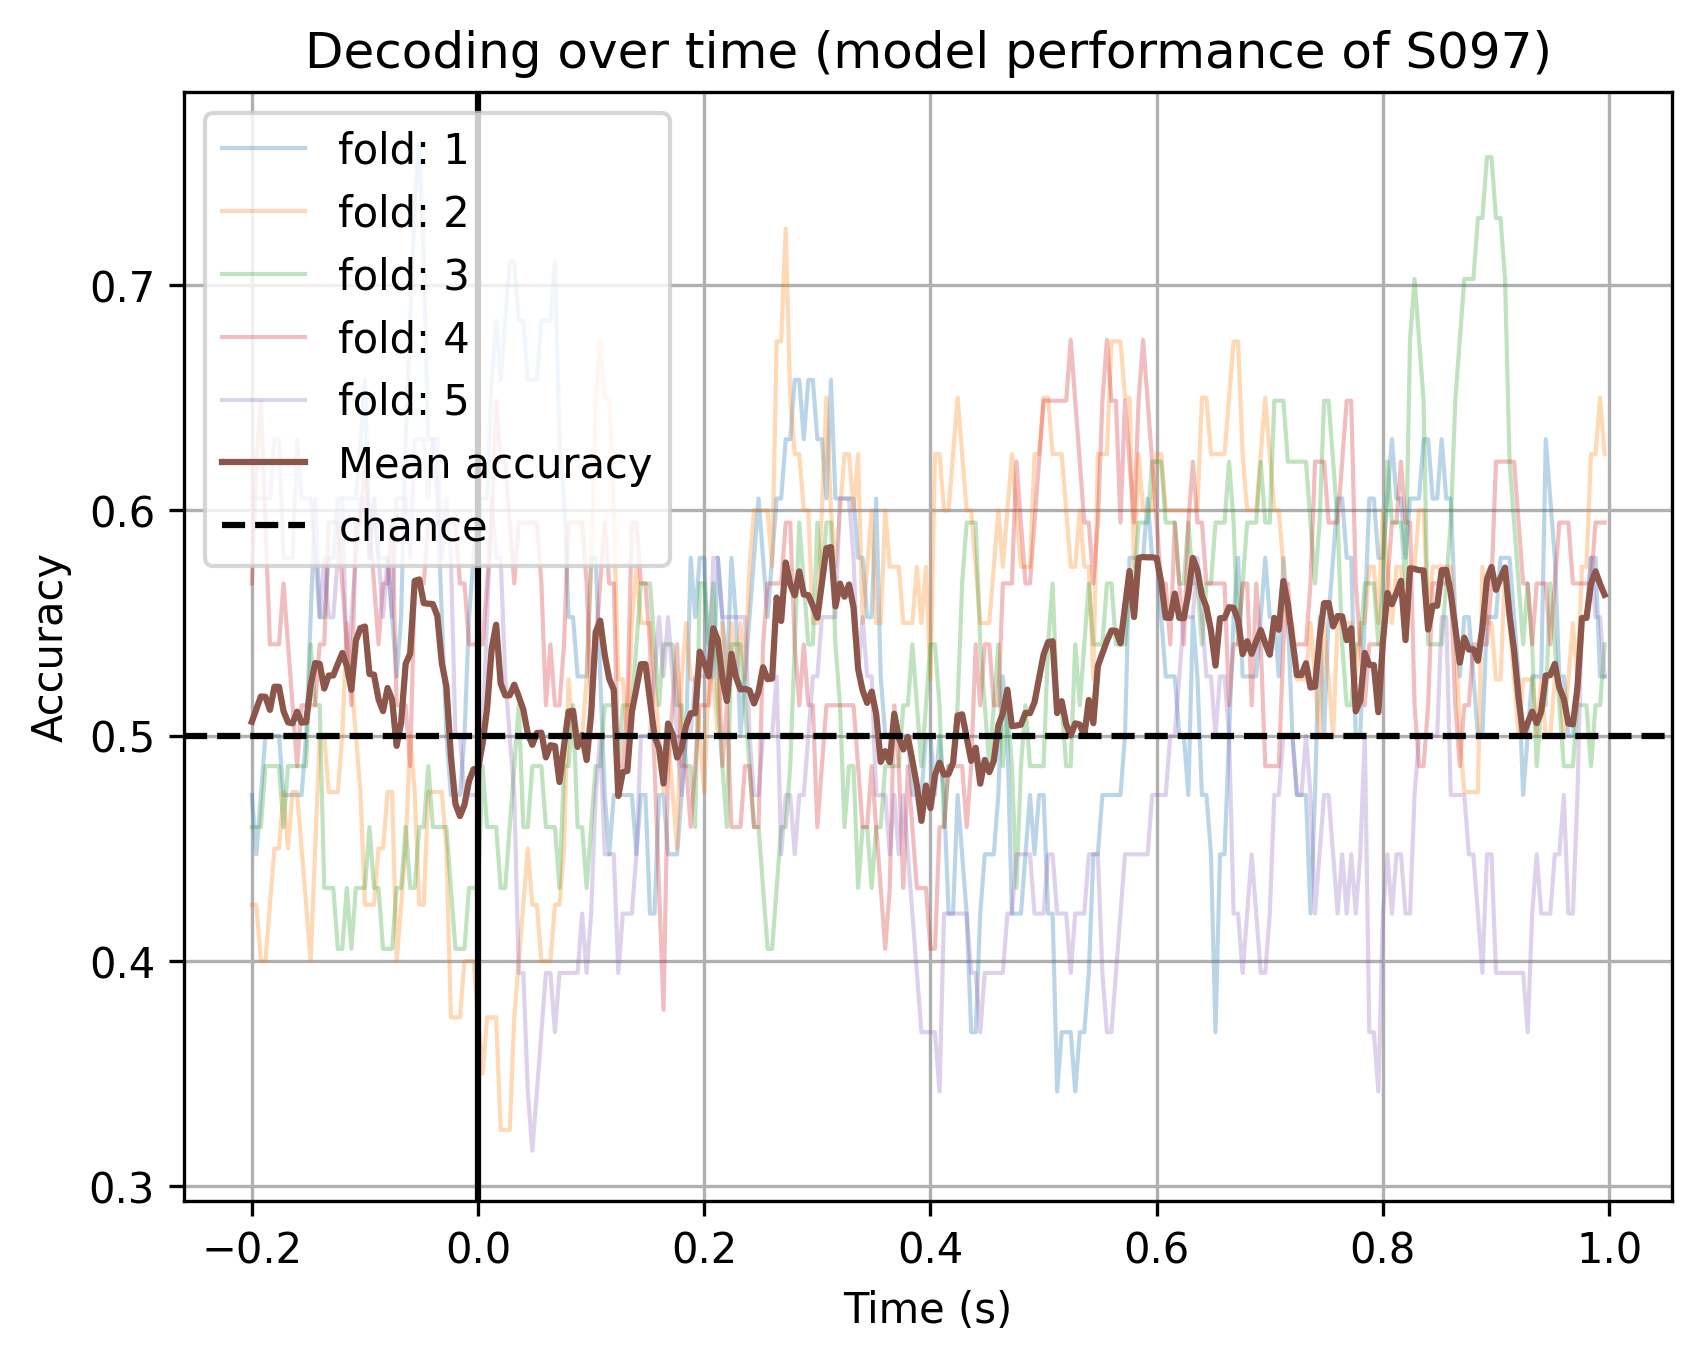 Decoding over time (model performance of S097)
fold: 1
fold: 2
fold: 3
fold: 4
fold: 5
Mean accuracy
chance
Accuracy
0.7
0.6
0.5
0.4
0.3
−0.2 0.0 0.2 0.4 0.6 0.8 1.0
Time (s)